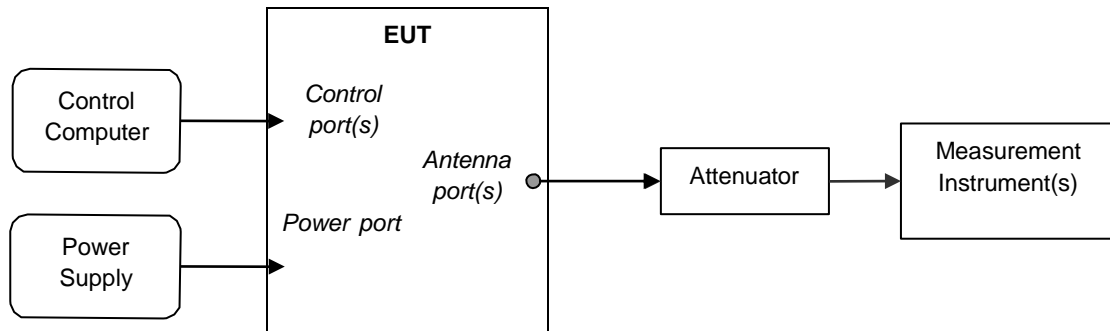 EUT
Control
Computer
Control
port(s)
Antenna
port(s)
Attenuator
Measurement
Instrument(s)
Power port
Power
Supply